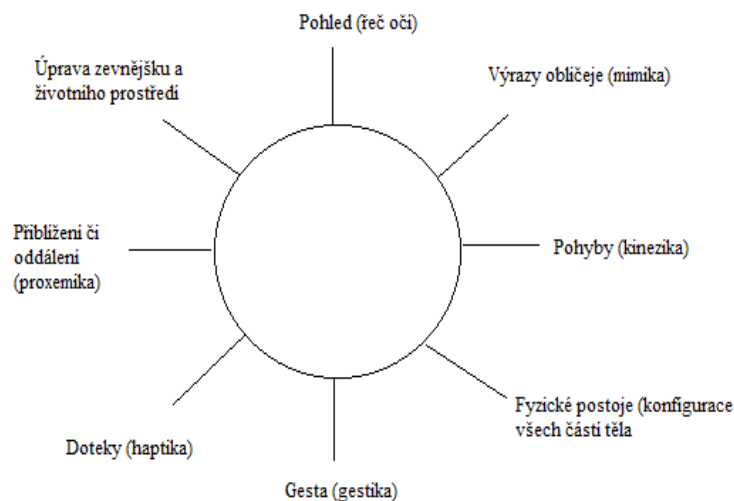 Pohled (řeč očí)
Výrazy obličeje (mimika)
Pohyby (kinezika)
Fyzické postoje (konfigurace
všech částí těla
Gesta (gestika)
Doteky (haptika)
Přiblížení či
oddálení
(proxemika)
Úprava zevnějšku a
životního prostředí